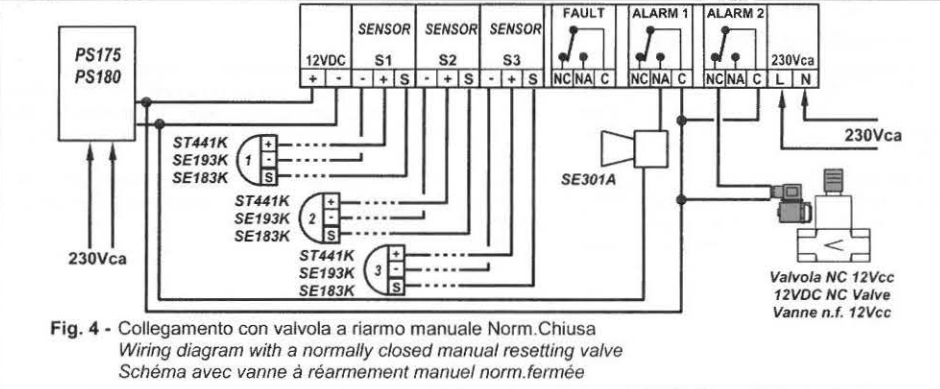 PS175
PS180
SENSOR SENSOR SENSOR FAULT ALARM 1 ALARM 2
12VDC S1 S2 S3 230Vca
+ - - + S - + S - + S NC NA C NC NA C NC NA C L N
ST441K
SE193K
SE183K
1
+
-
S
ST441K
SE193K
SE183K
2
+
-
S
ST441K
SE193K
SE183K
3
+
-
S
SE301A
230Vca
230Vca
Valvola NC 12Vcc
12VDC NC Valve
Vanne n.f. 12Vcc
Fig. 4 - Collegamento con valvola a riarmo manuale Norm.Chiusa
Wiring diagram with a normally closed manual resetting valve
Schéma avec vanne à réarmement manuel norm.fermée